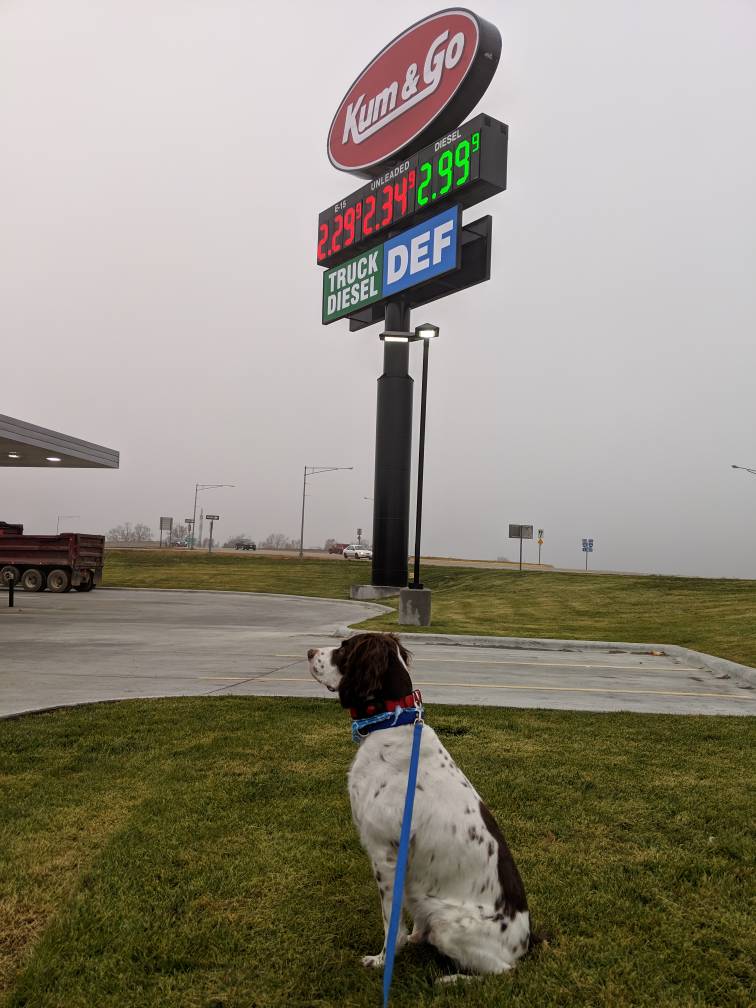 Kum & Go
E-15 UNLEADED DIESEL
2.29⁹ 2.34⁹ 2.99⁹
TRUCK
DIESEL
DEF